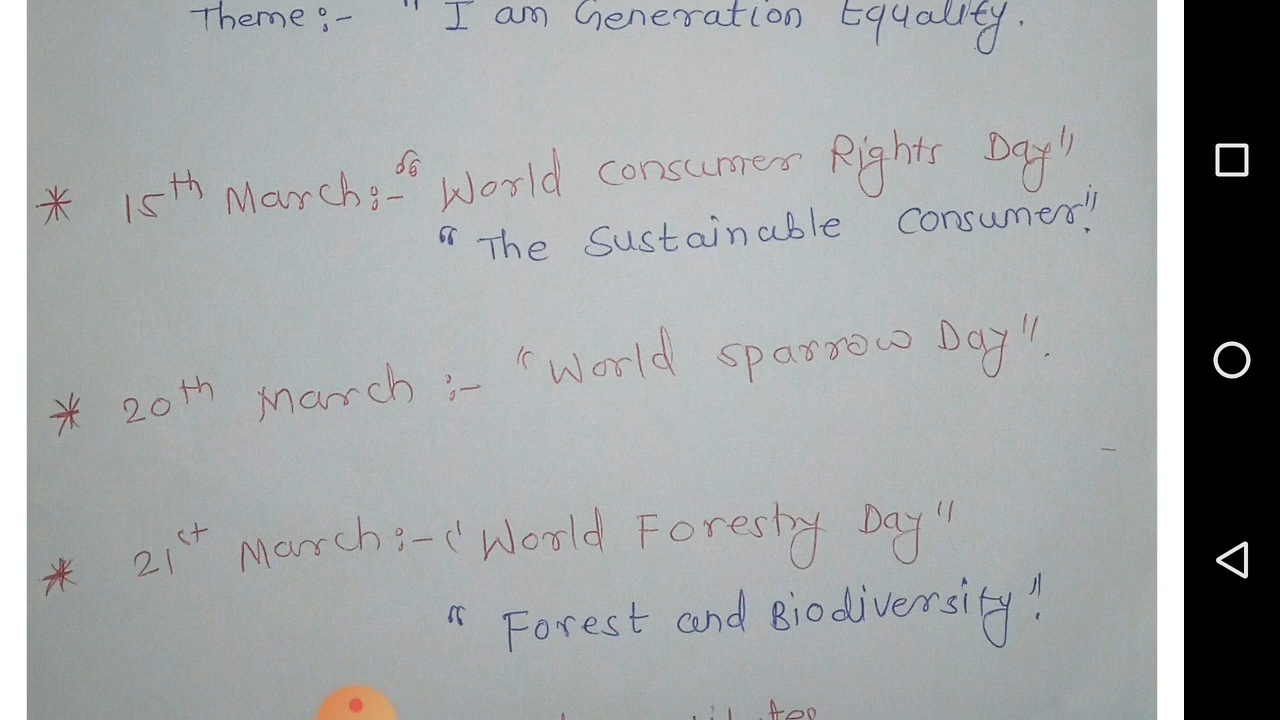 Theme:- " I am Generation Equality.
* 15th March:- “ World consumer Rights Day"
“ The Sustainable Consumer".
* 20th March :- "World sparrow Day".
* 21st March:- "World Forestry Day"
“ Forest and Biodiversity".